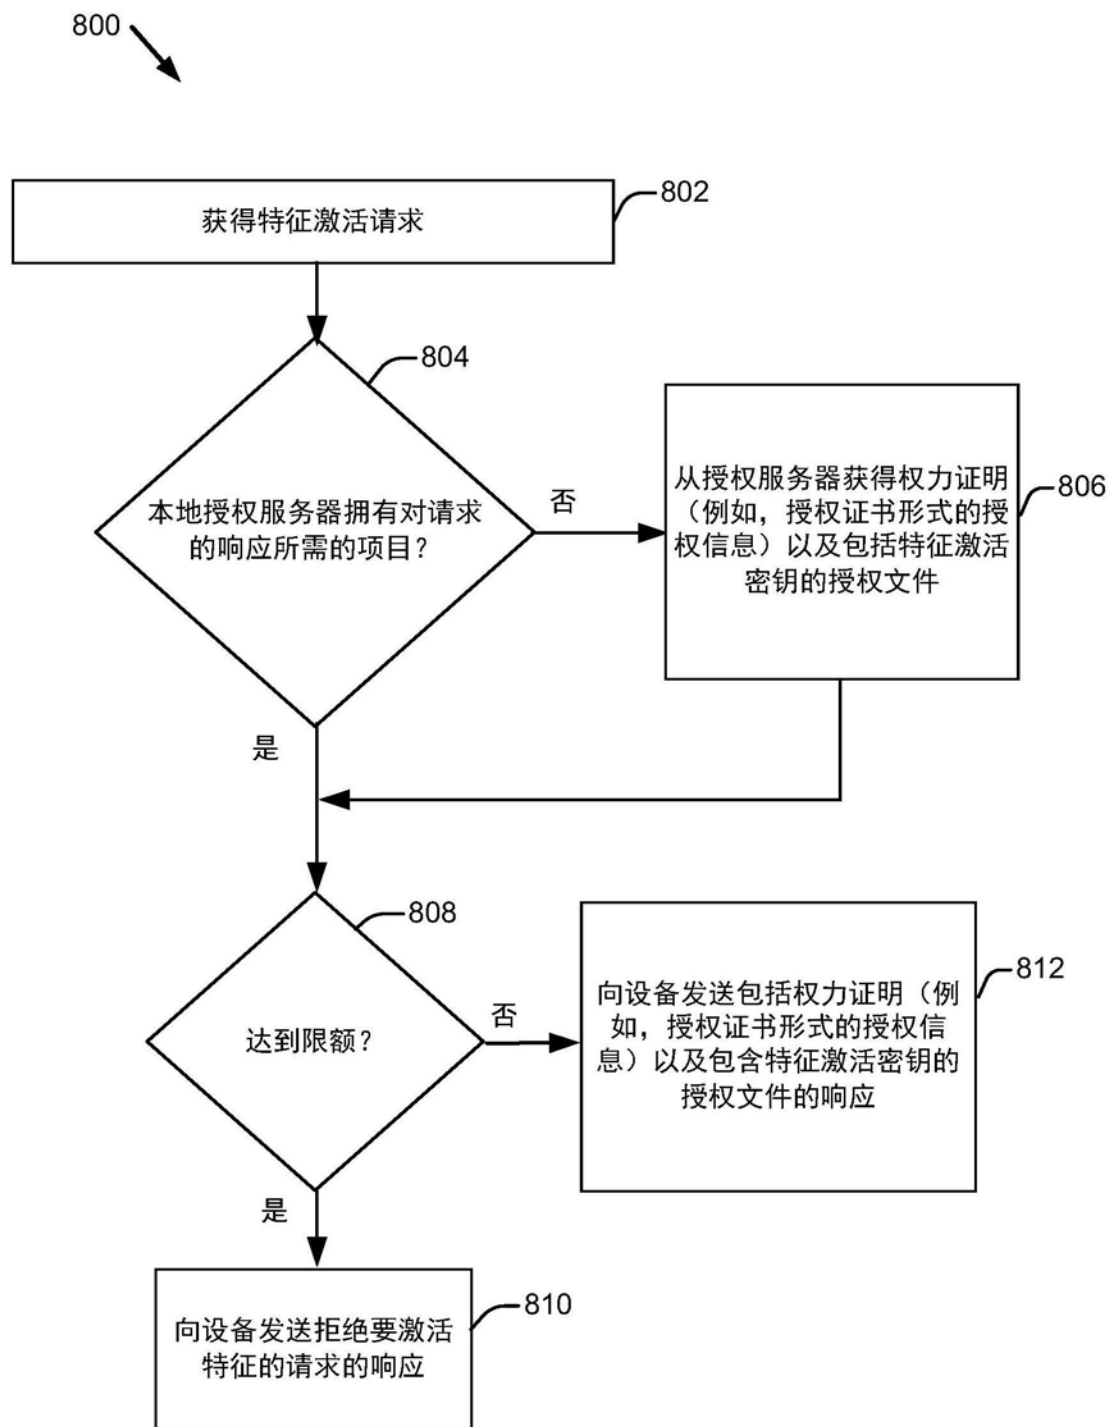 800
802
获得特征激活请求
804
本地授权服务器拥有对请求
的响应所需的项目？
否
806
从授权服务器获得权力证明
（例如，授权证书形式的授
权信息）以及包括特征激活
密钥的授权文件
是
808
达到限额？
否
812
向设备发送包括权力证明（例
如，授权证书形式的授权信
息）以及包含特征激活密钥的
授权文件的响应
是
810
向设备发送拒绝要激活
特征的请求的响应